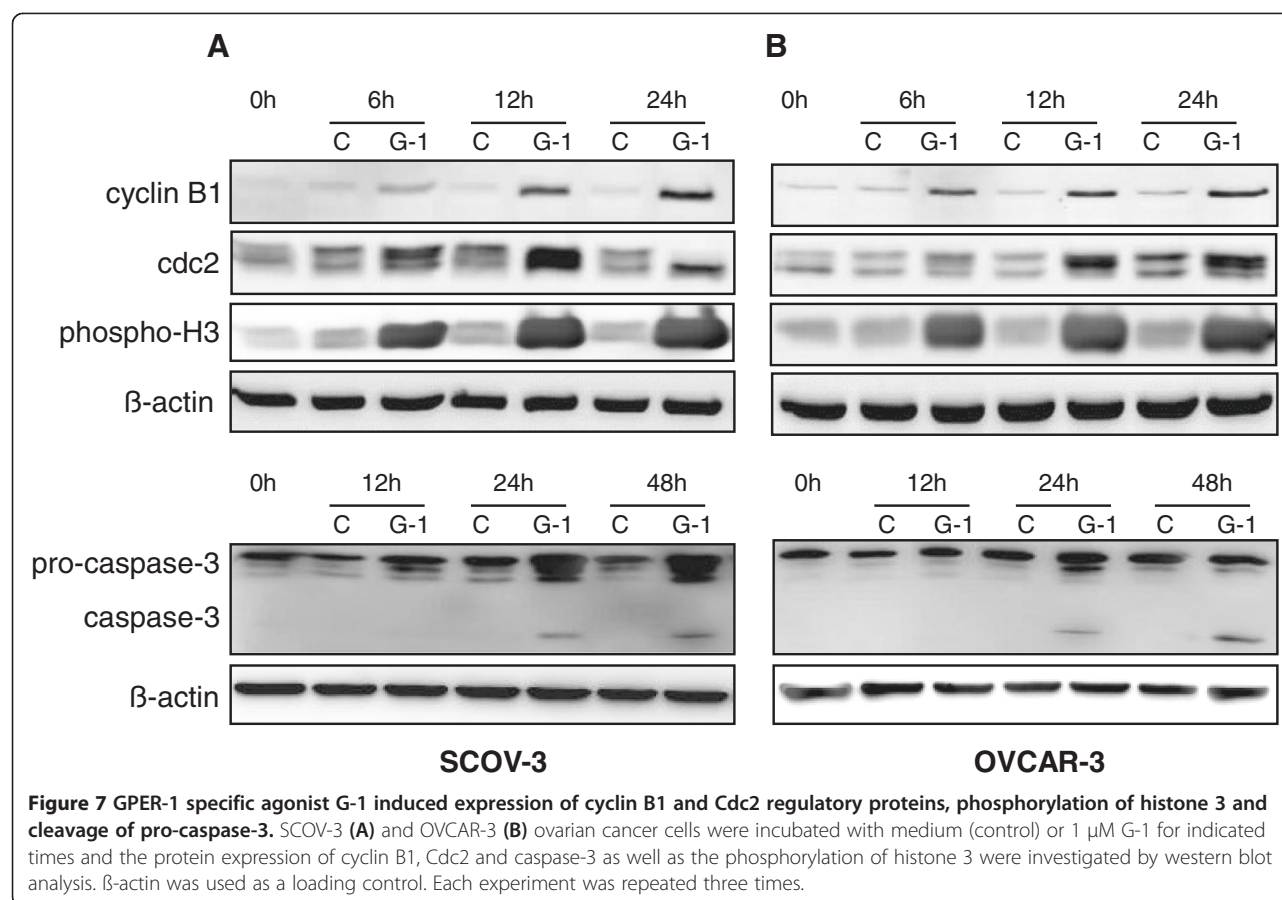 A
B
0h 6h 12h 24h
C G-1 C G-1 C G-1
0h 6h 12h 24h
C G-1 C G-1 C G-1
cyclin B1
cdc2
phospho-H3
ß-actin
0h 12h 24h 48h
C G-1 C G-1 C G-1
0h 12h 24h 48h
C G-1 C G-1 C G-1
pro-caspase-3
caspase-3
ß-actin
SCOV-3
OVCAR-3
Figure 7 GPER-1 specific agonist G-1 induced expression of cyclin B1 and Cdc2 regulatory proteins, phosphorylation of histone 3 and
cleavage of pro-caspase-3. SCOV-3 (A) and OVCAR-3 (B) ovarian cancer cells were incubated with medium (control) or 1 μM G-1 for indicated
times and the protein expression of cyclin B1, Cdc2 and caspase-3 as well as the phosphorylation of histone 3 were investigated by western blot
analysis. ß-actin was used as a loading control. Each experiment was repeated three times.